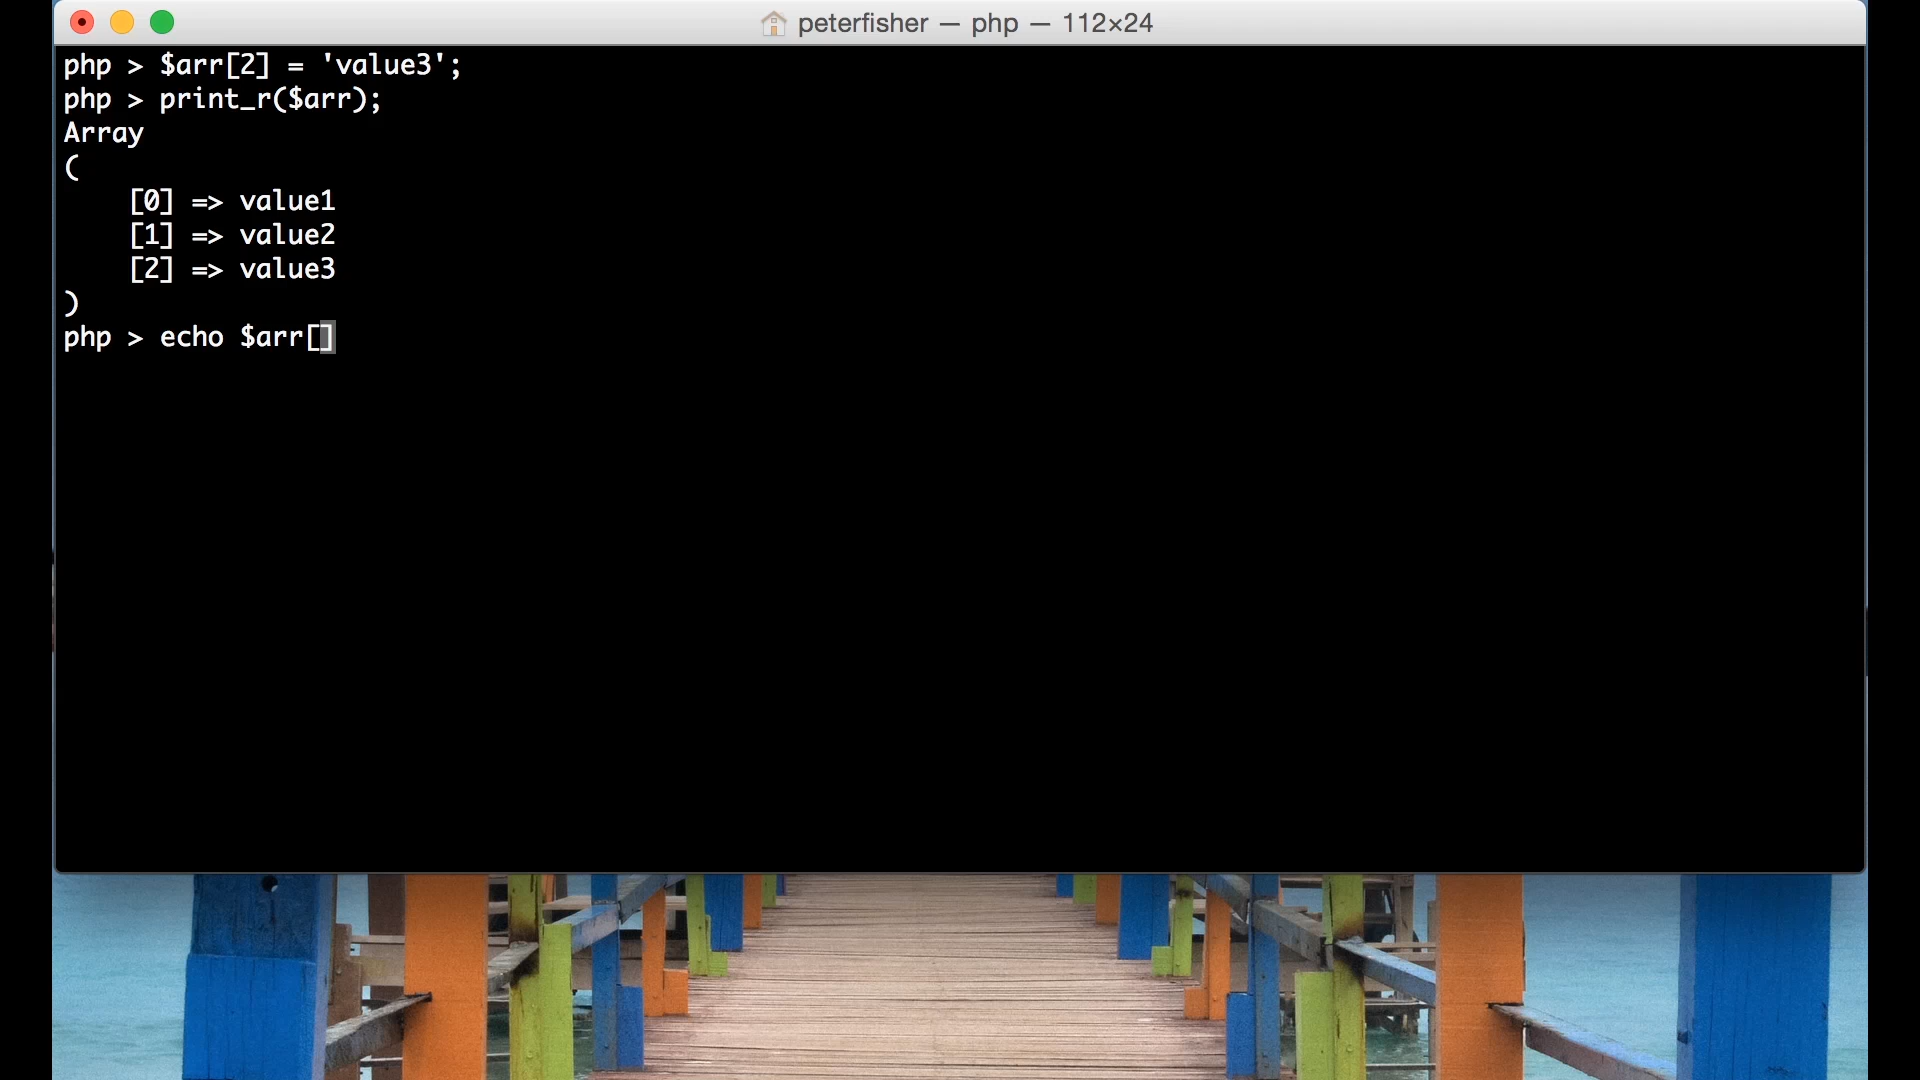 peterfisher — php — 112×24
php > $arr[2] = 'value3';
php > print_r($arr);
Array
(
    [0] => value1
    [1] => value2
    [2] => value3
)
php > echo $arr[]